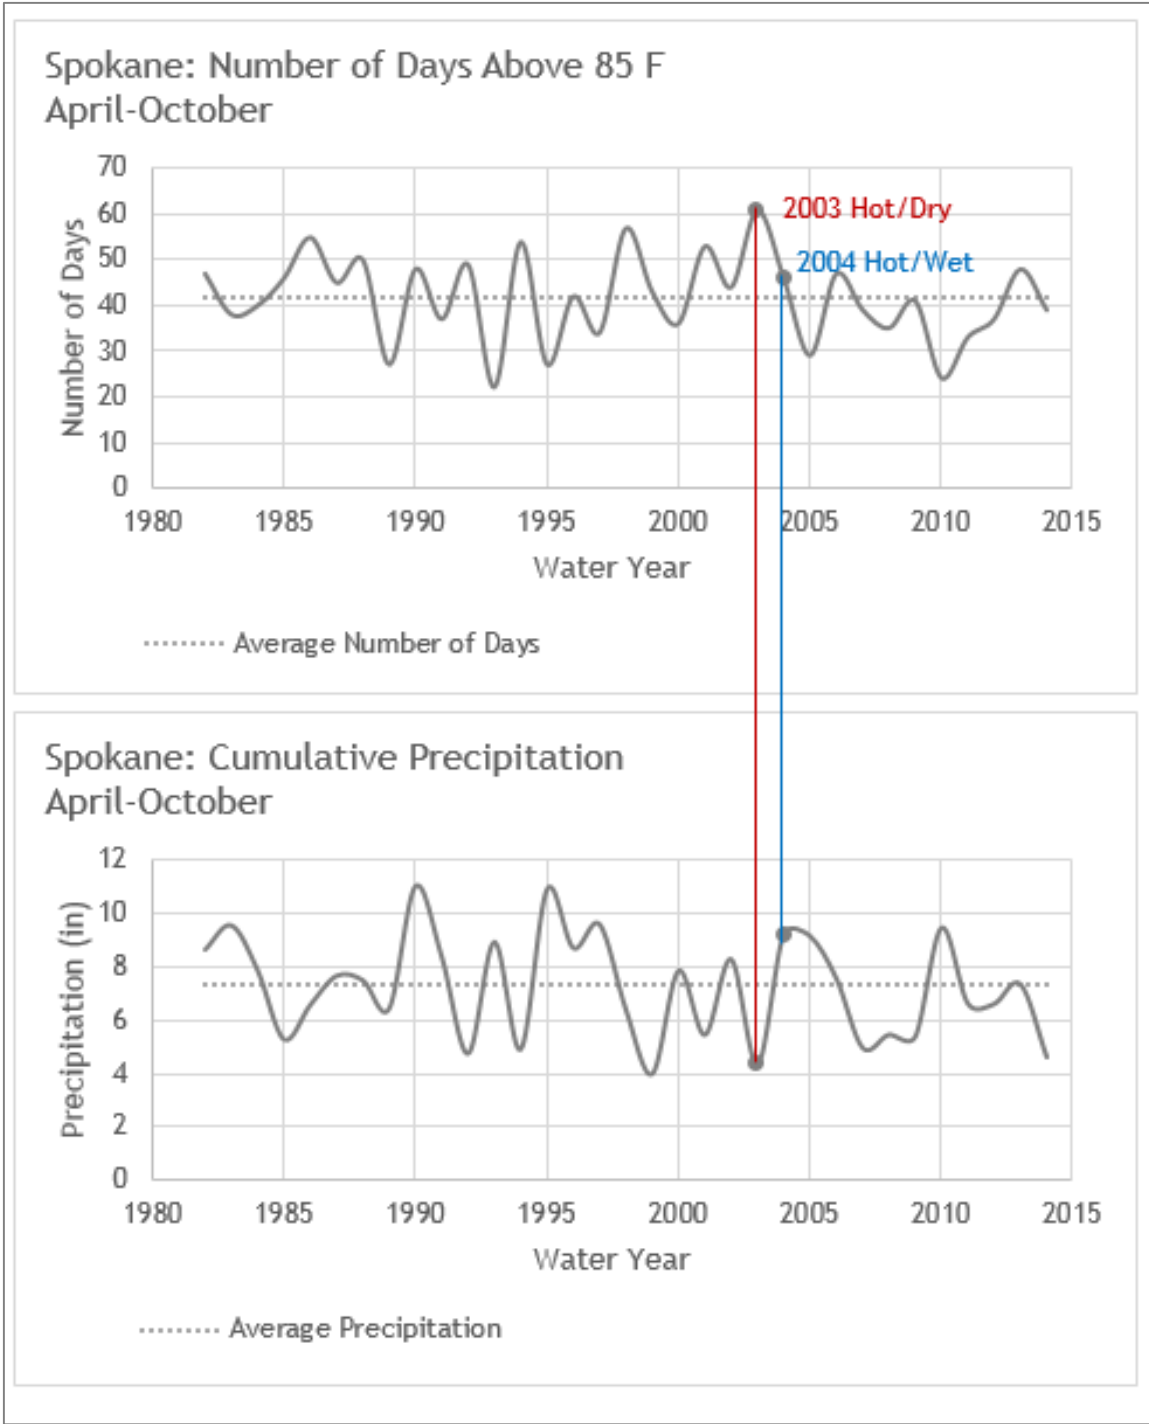 Spokane: Number of Days Above 85 F
April-October
70
60
50
40
30
20
10
0
Number of Days
2003 Hot/Dry
2004 Hot/Wet
1980 1985 1990 1995 2000 2005 2010 2015
Water Year
Average Number of Days
Spokane: Cumulative Precipitation
April-October
12
10
8
6
4
2
0
Precipitation (in)
1980 1985 1990 1995 2000 2005 2010 2015
Water Year
Average Precipitation